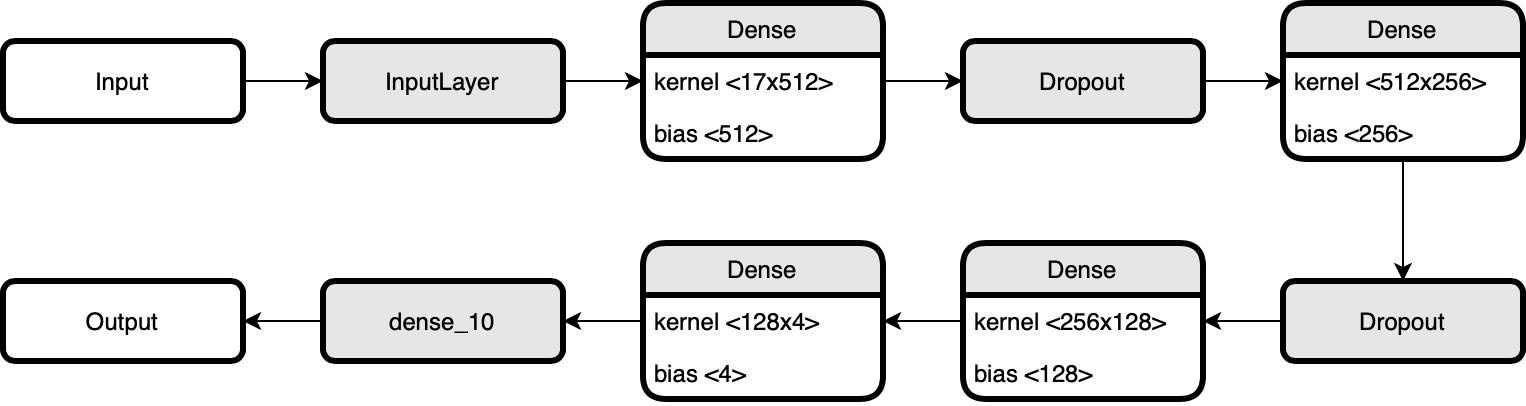 Input
InputLayer
Dense
kernel <17x512>
bias <512>
Dropout
Dense
kernel <512x256>
bias <256>
Dropout
Dense
kernel <256x128>
bias <128>
Dense
kernel <128x4>
bias <4>
dense_10
Output